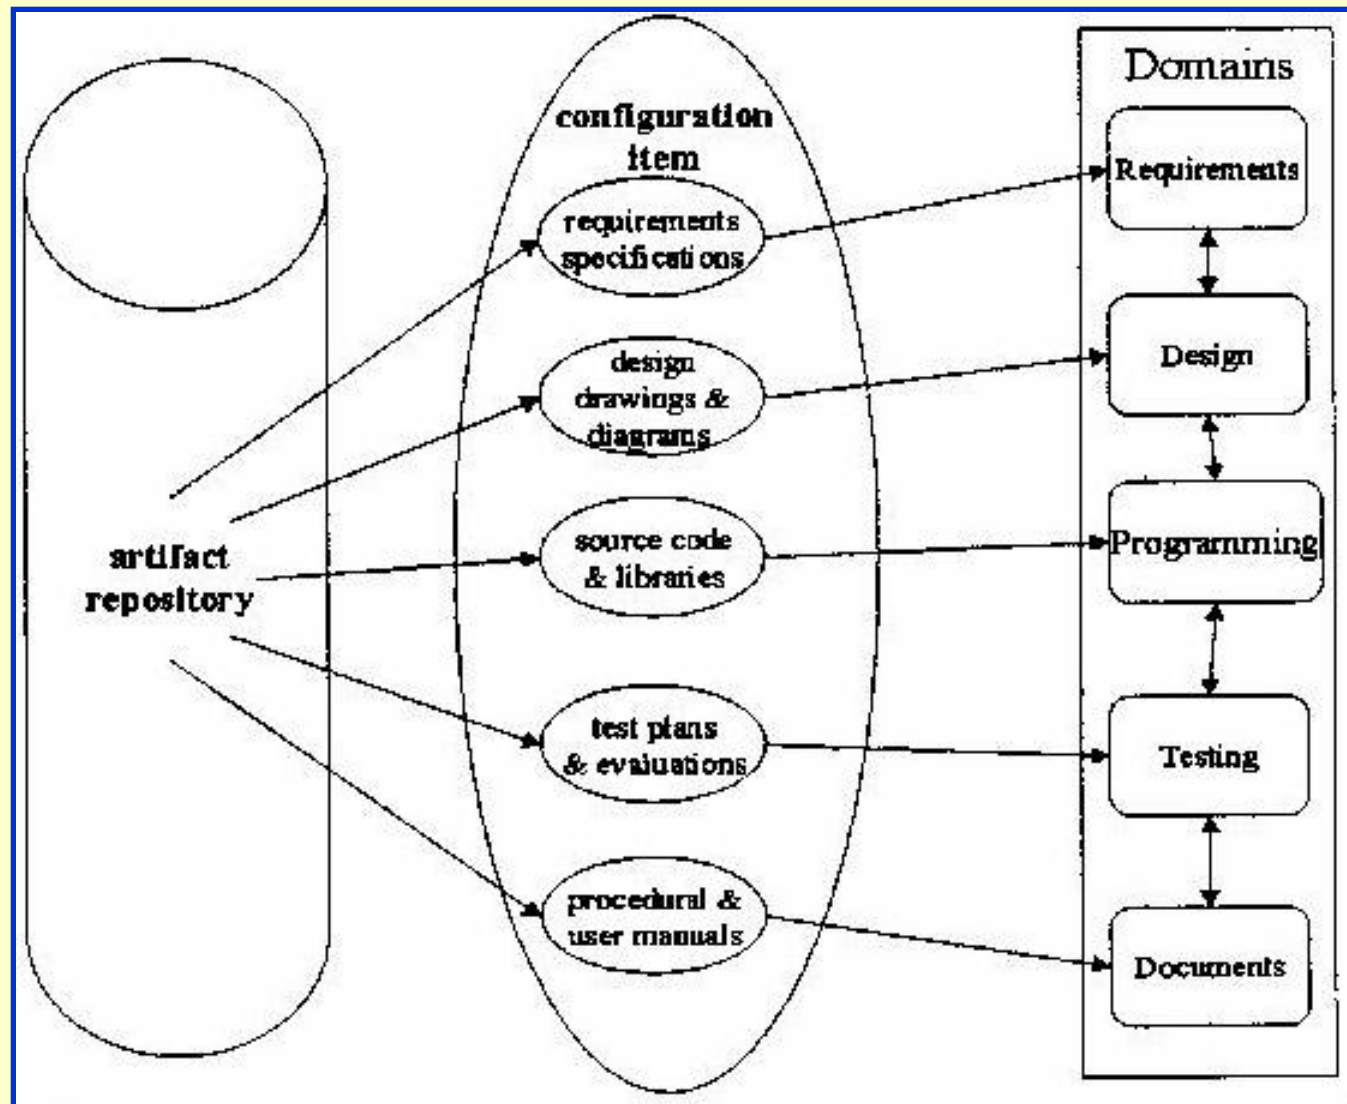 artifact
repository
configuration
item
requirements
specifications
design
drawings &
diagrams
source code
& libraries
test plans
& evaluations
procedural &
user manuals
Domains
Requirements
Design
Programming
Testing
Documents